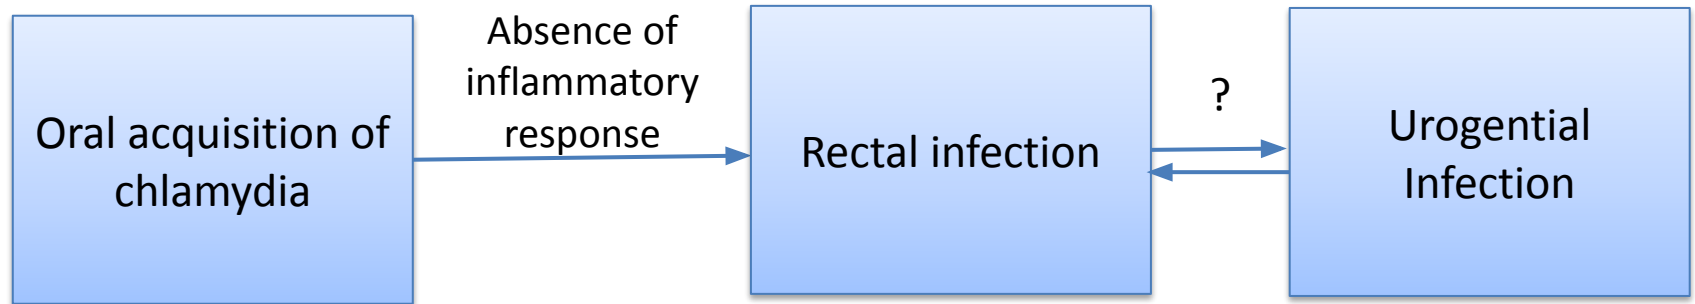 Oral acquisition of
chlamydia
Absence of
inflammatory
response
Rectal infection
?
Urogential
Infection